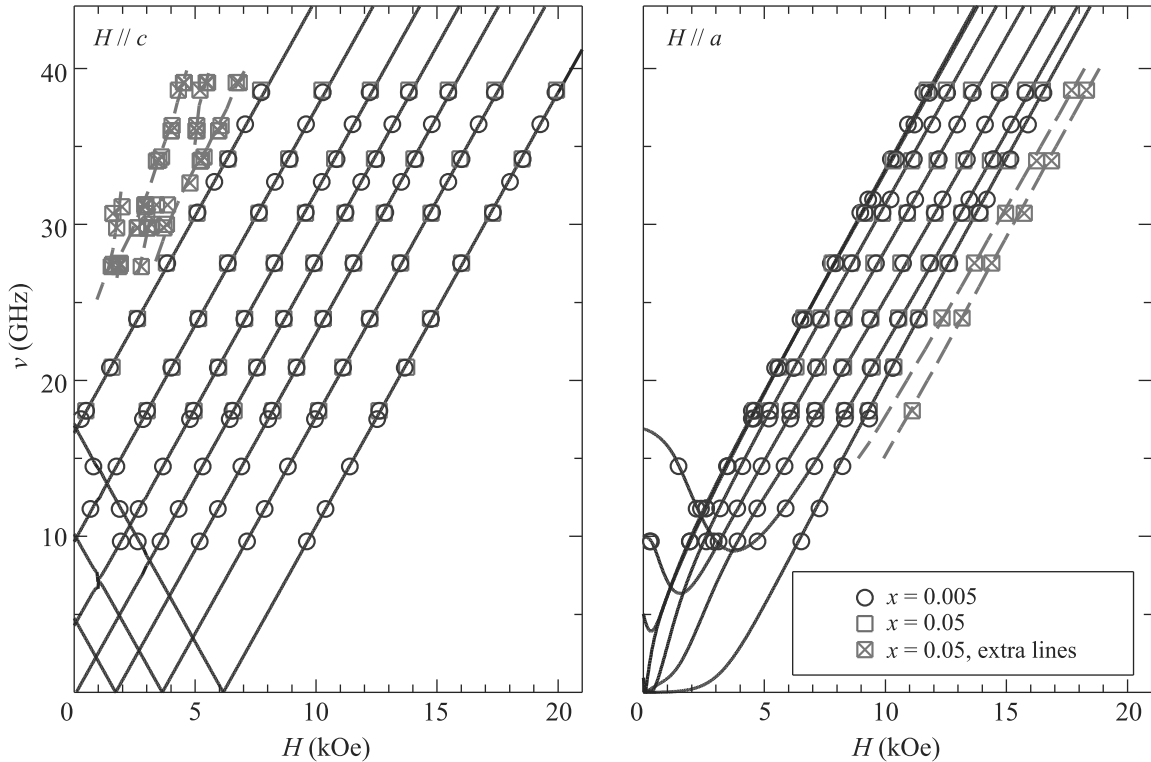 H // c
H // a
40
30
20
10
ν (GHz)
0 5 10 15 20
0 5 10 15 20
H (kOe)
H (kOe)
x = 0.005
x = 0.05
x = 0.05, extra lines